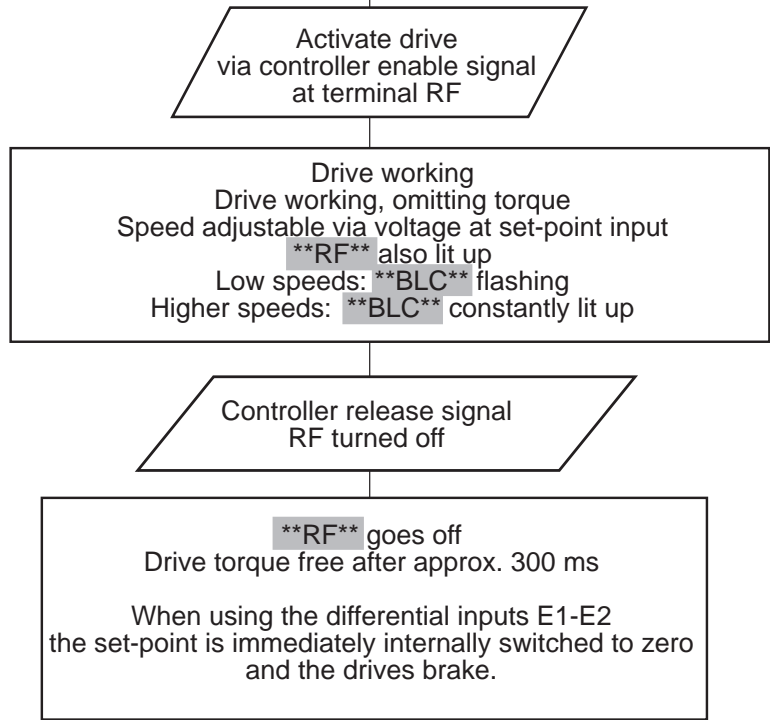 Activate drive
via controller enable signal
at terminal RF
Drive working
Drive working, omitting torque
Speed adjustable via voltage at set-point input
**RF** also lit up
Low speeds: **BLC** flashing
Higher speeds: **BLC** constantly lit up
Controller release signal
RF turned off
**RF** goes off
Drive torque free after approx. 300 ms
When using the differential inputs E1-E2
the set-point is immediately internally switched to zero
and the drives brake.